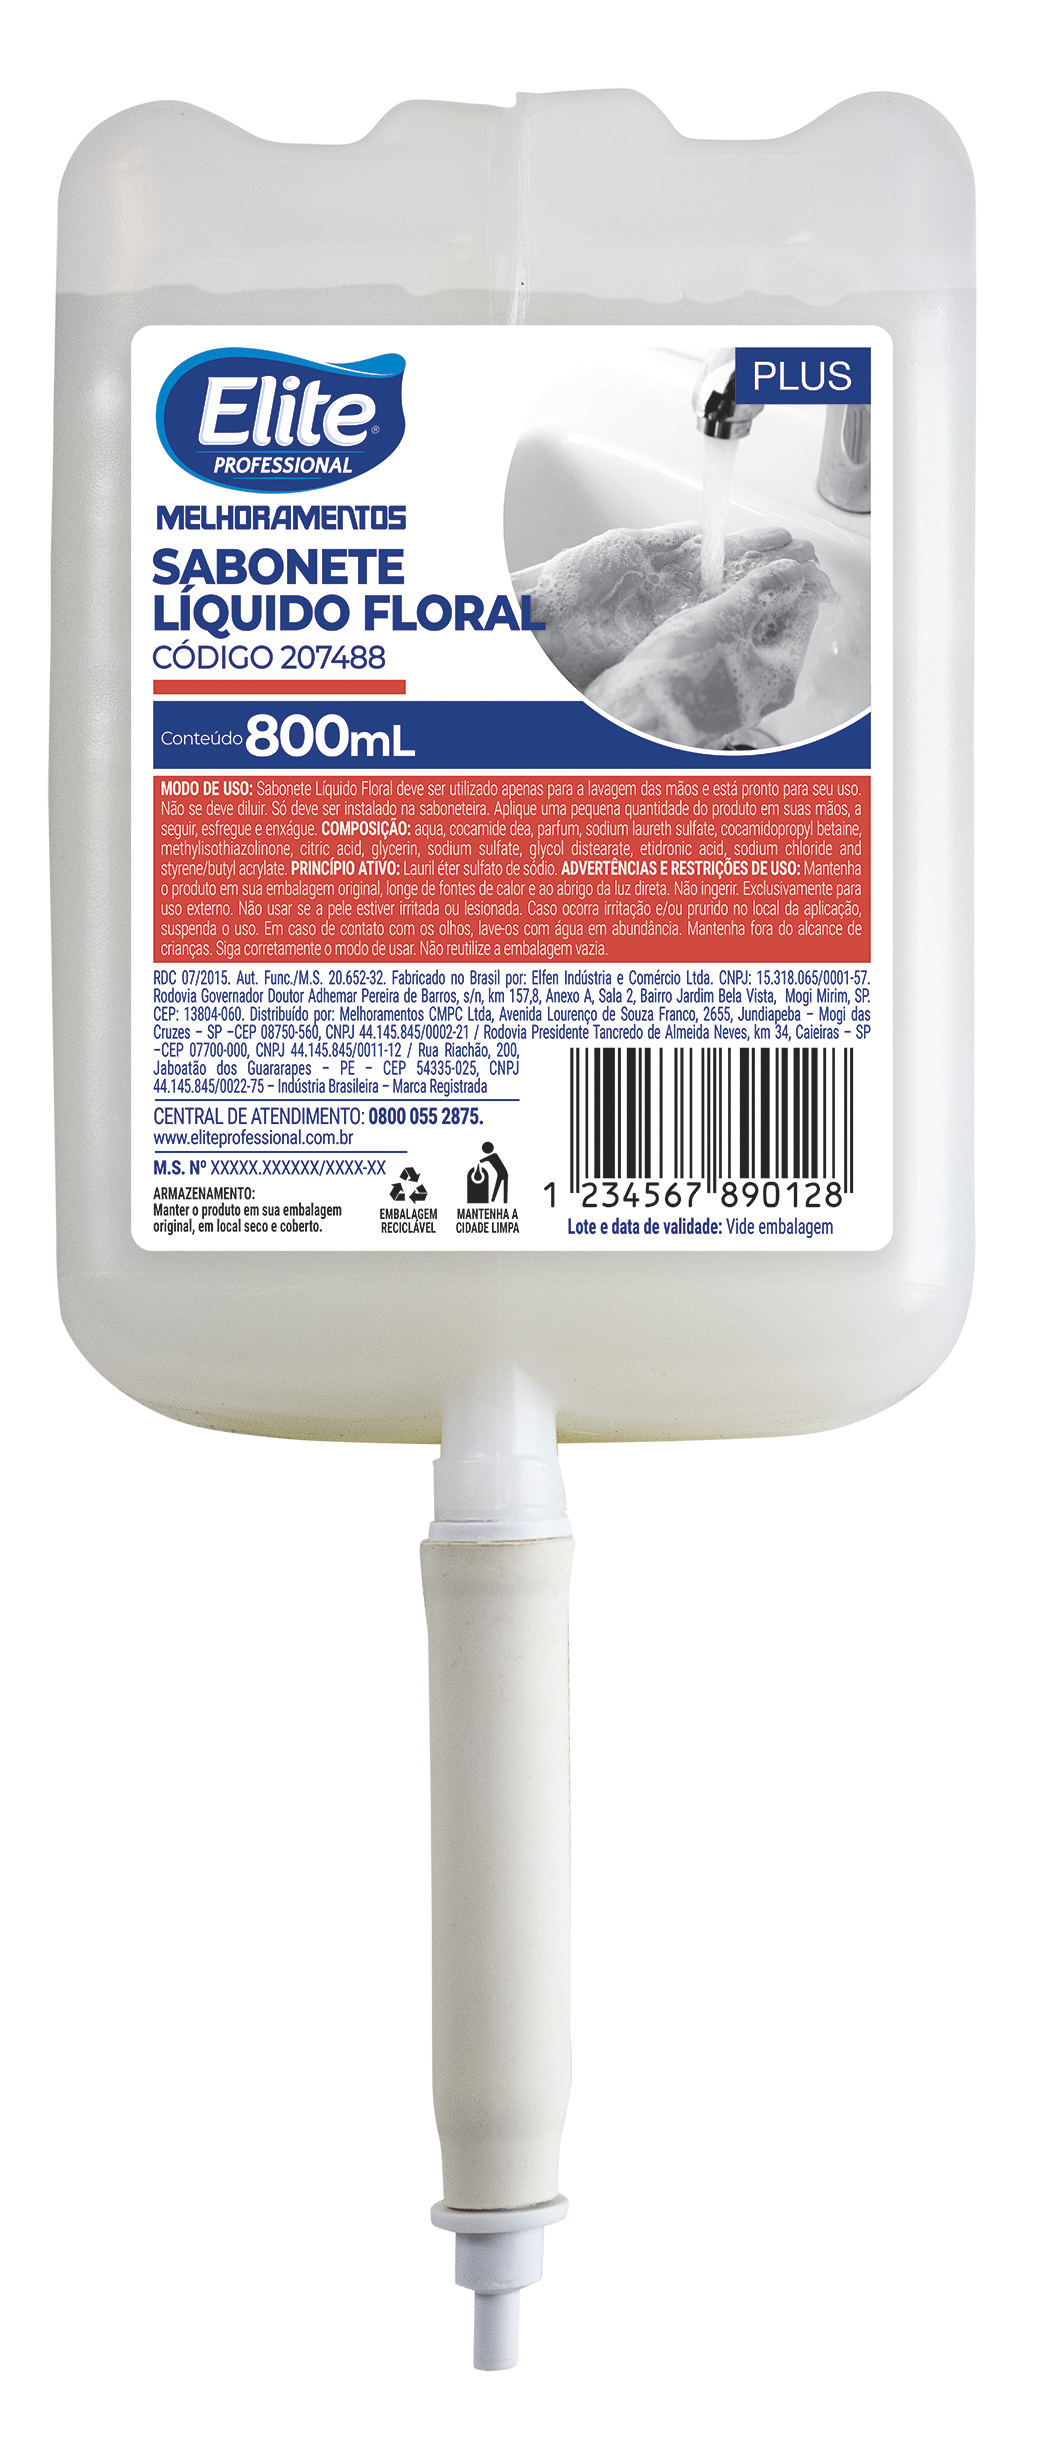 Elite®
PROFESSIONAL
MELHORAMENTOS
SABONETE
LÍQUIDO FLORAL
CÓDIGO 207488
PLUS
Conteúdo 800mL
MODO DE USO: Sabonete Líquido Floral deve ser utilizado apenas para a lavagem das mãos e está pronto para seu uso.
Não se deve diluir. Só deve ser instalado na saboneteira. Aplique uma pequena quantidade do produto em suas mãos, a
seguir, esfregue e enxágue. COMPOSIÇÃO: aqua, cocamide dea, parfum, sodium laureth sulfate, cocamidopropyl betaine,
methylisothiazolinone, citric acid, glycerin, sodium sulfate, glycol distearate, etidronic acid, sodium chloride and
styrene/butyl acrylate. PRINCÍPIO ATIVO: Lauril éter sulfato de sódio. ADVERTÊNCIAS E RESTRIÇÕES DE USO: Mantenha
o produto em sua embalagem original, longe de fontes de calor e ao abrigo da luz direta. Não ingerir. Exclusivamente para
uso externo. Não usar se a pele estiver irritada ou lesionada. Caso ocorra irritação e/ou prurido no local da aplicação,
suspenda o uso. Em caso de contato com os olhos, lave-os com água em abundância. Mantenha fora do alcance de
crianças. Siga corretamente o modo de usar. Não reutilize a embalagem vazia.
RDC 07/2015. Aut. Func./M.S. 20.652-32. Fabricado no Brasil por: Elfen Indústria e Comércio Ltda. CNPJ: 15.318.065/0001-57.
Rodovia Governador Doutor Adhemar Pereira de Barros, s/n, km 157,8, Anexo A, Sala 2, Bairro Jardim Bela Vista, Mogi Mirim, SP.
CEP: 13804-060. Distribuído por: Melhoramentos CMPC Ltda, Avenida Lourenço de Souza Franco, 2655, Jundiapeba – Mogi das
Cruzes – SP –CEP 08750-560, CNPJ 44.145.845/0002-21 / Rodovia Presidente Tancredo de Almeida Neves, km 34, Caieiras – SP
–CEP 07700-000, CNPJ 44.145.845/0011-12 / Rua Riachão, 200,
Jaboatão dos Guararapes – PE – CEP 54335-025, CNPJ
44.145.845/0022-75 – Indústria Brasileira – Marca Registrada
CENTRAL DE ATENDIMENTO: 0800 055 2875.
www.eliteprofessional.com.br
M.S. Nº XXXXX.XXXXXX/XXXX-XX
ARMAZENAMENTO:
Manter o produto em sua embalagem
original, em local seco e coberto.
EMBALAGEM
RECICLÁVEL
MANTENHA A
CIDADE LIMPA
1 234567 890128
Lote e data de validade: Vide embalagem